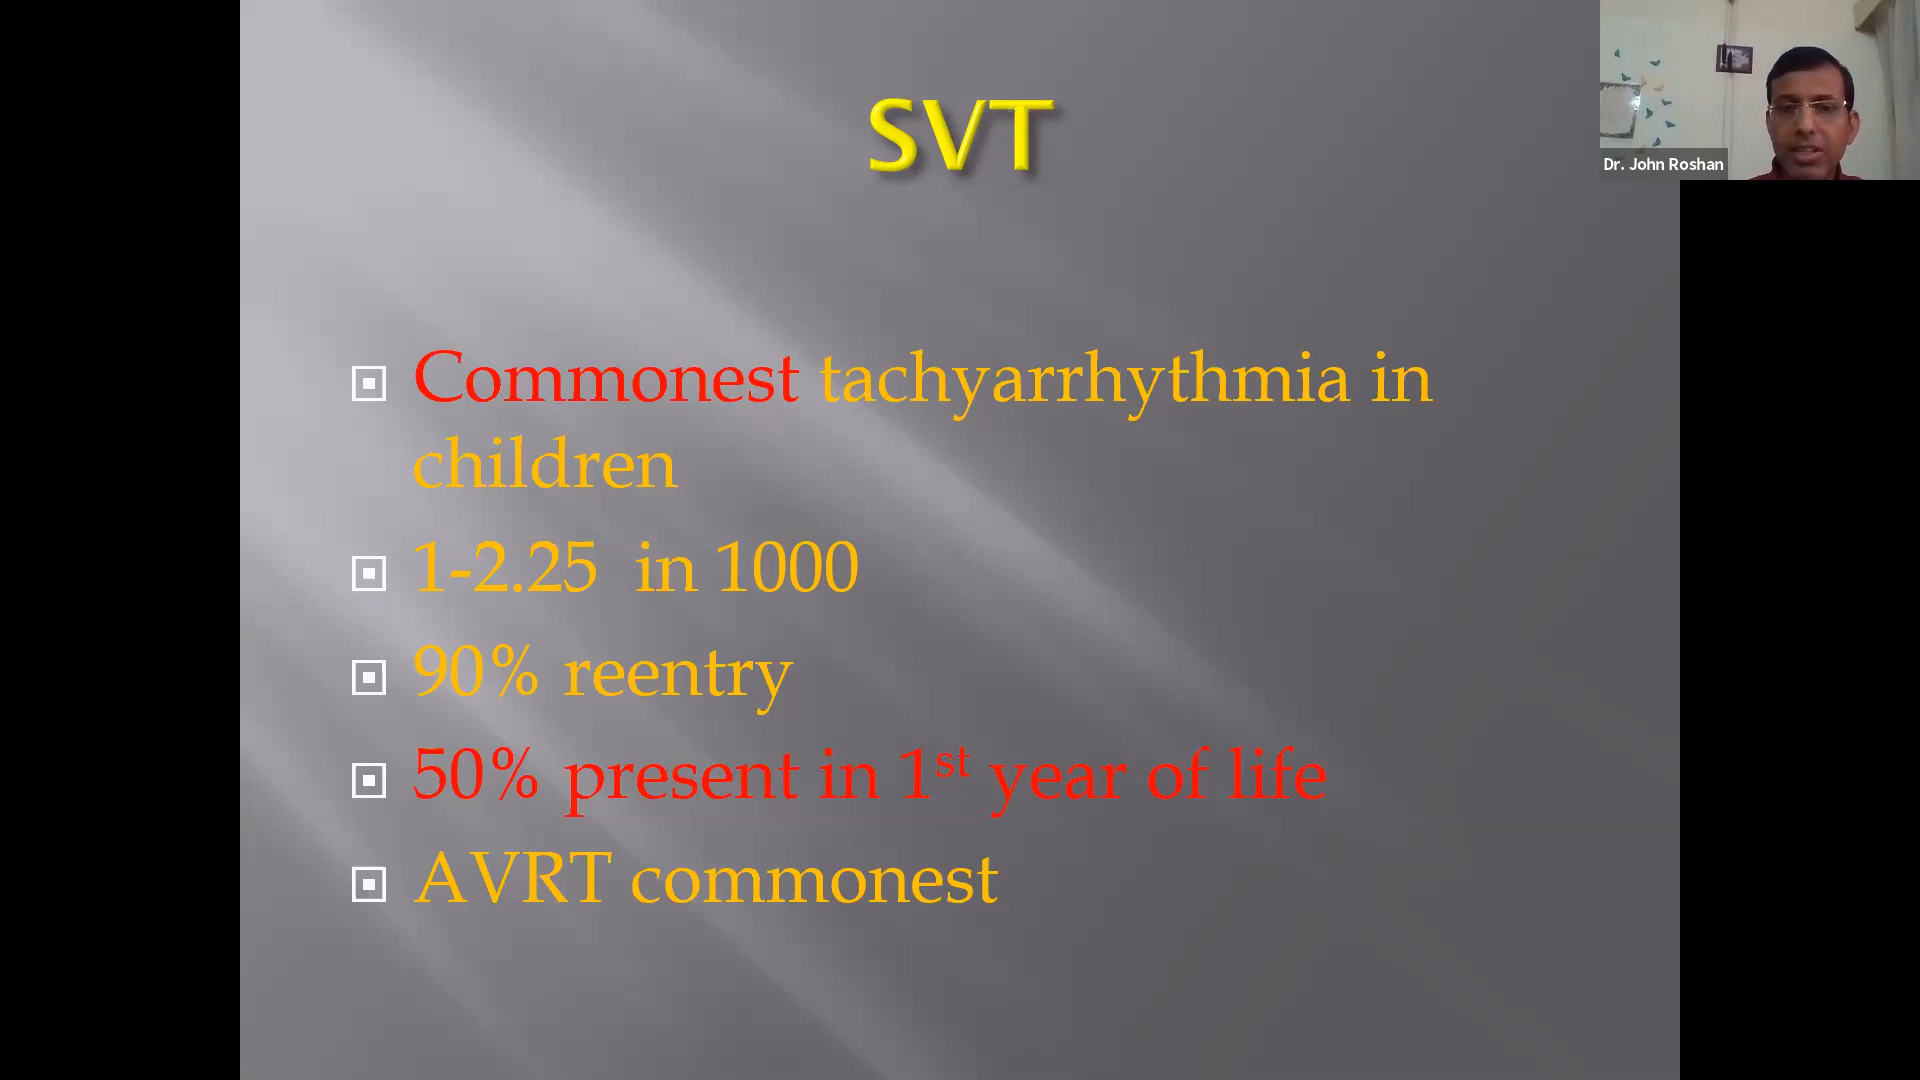 SVT
Dr. John Roshan
Commonest tachyarrhythmia in
children
1-2.25 in 1000
90% reentry
50% present in 1st year of life
AVRT commonest